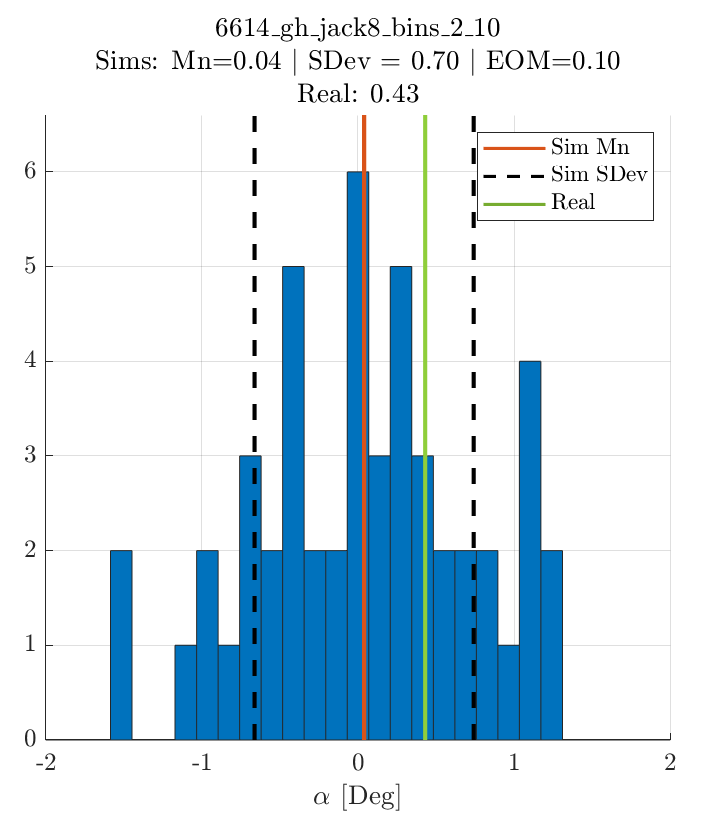 6614_gh_jack8_bins_2_10
Sims: Mn=0.04 | SDev = 0.70 | EOM=0.10
Real: 0.43
Sim Mn
Sim SDev
Real
6
5
4
3
2
1
0
-2 -1 0 1 2
α [Deg]